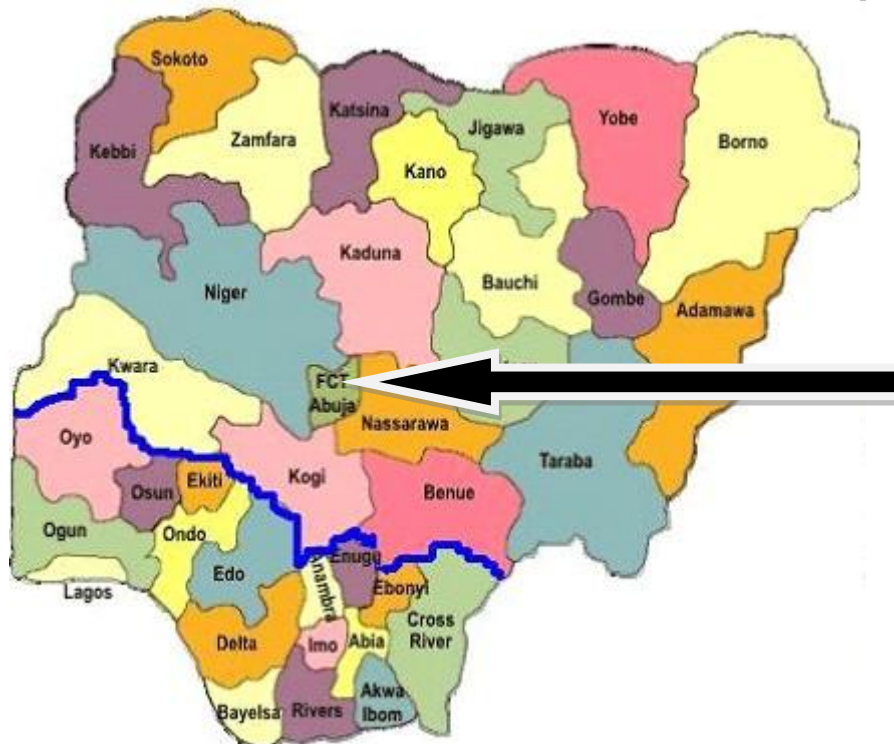 Sokoto
Katsina
Yobe
Jigawa
Zamfara
Borno
Kebbi
Kano
Kaduna
Bauchi
Niger
Gombe
Adamawa
Kwara
FCT
Abuja
Nassarawa
Oyo
Taraba
Kogi
Ekiti
Osun
Benue
Ogun
Ondo
Enugu
Edo
Ebonyi
Lagos
Anambra
Cross
River
Delta
Imo
Abia
Akwa
Ibom
Bayelsa
Rivers